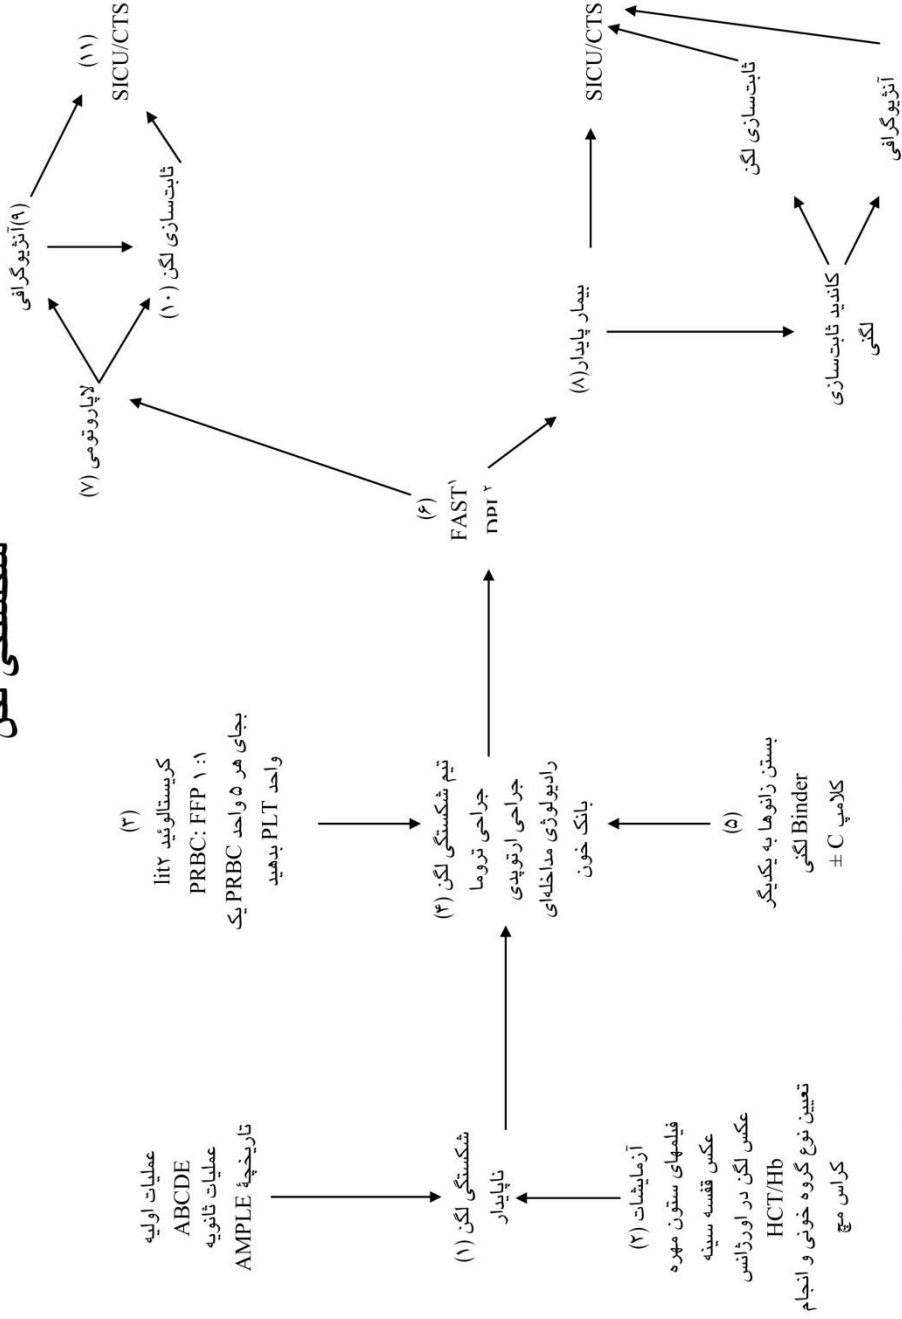 عملیات اولیه
ABCDE
عملیات ثانویه
تاریخچهٔ AMPLE
شکستگی لگن (۱)
ناپایدار
آزمایشات (۲)
فیلمهای ستون مهره
عکس قفسه سینه
عکس لگن در اورژانس
HCT/Hb
تعیین نوع گروه خونی و انجام
کراس مچ
(۳)
کریستالوئید ۲lit
PRBC: FFP ۱ :۱
بجای هر ۵ واحد PRBC یک
واحد PLT بدهید
تیم شکستگی لگن (۴)
جراحی تروما
جراحی ارتوپدی
رادیولوژی مداخله‌ای
بانک خون
(۵)
بستن زانوها به یکدیگر
Binder لگنی
± C کلامپ
(۶)
FAST۱
DPL ۲
لاپاروتومی (۷)
آنژیوگرافی(۹)
ثابت‌سازی لگن (۱۰)
(۱۱)
SICU/CTS
بیمار پایدار(۸)
SICU/CTS
کاندید ثابت‌سازی
لگنی
ثابت‌سازی لگن
آنژیوگرافی